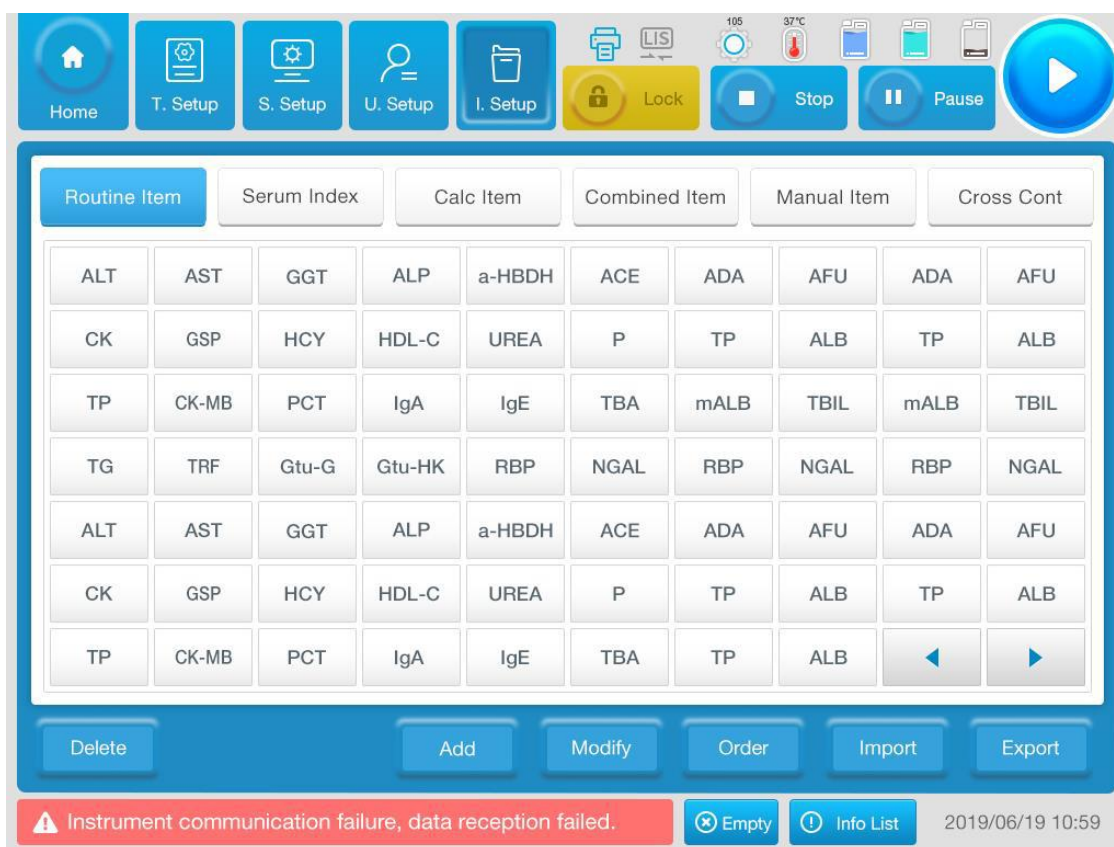 105 37°C
LIS
Home T. Setup S. Setup U. Setup I. Setup Lock Stop Pause
Routine Item Serum Index Calc Item Combined Item Manual Item Cross Cont
ALT AST GGT ALP a-HBDH ACE ADA AFU ADA AFU
CK GSP HCY HDL-C UREA P TP ALB TP ALB
TP CK-MB PCT IgA IgE TBA mALB TBIL mALB TBIL
TG TRF Gtu-G Gtu-HK RBP NGAL RBP NGAL RBP NGAL
ALT AST GGT ALP a-HBDH ACE ADA AFU ADA AFU
CK GSP HCY HDL-C UREA P TP ALB TP ALB
TP CK-MB PCT IgA IgE TBA TP ALB
Delete Add Modify Order Import Export
Instrument communication failure, data reception failed. Empty Info List 2019/06/19 10:59